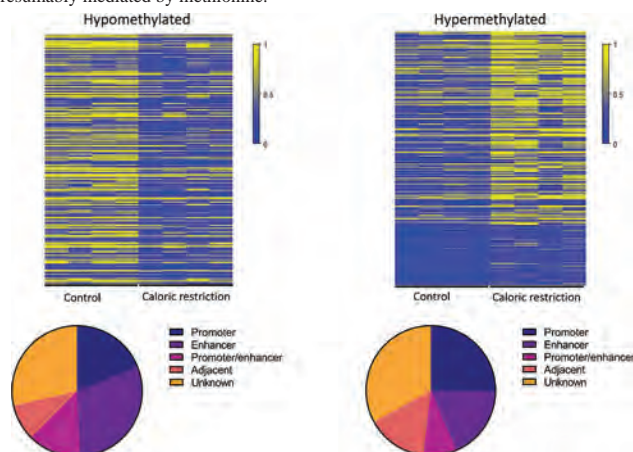 resumably mediated by methionine.
Hypomethylated
Hypermethylated
1
0.5
0
1
0.5
0
Control
Caloric restriction
Control
Caloric restriction
Promoter
Enhancer
Promoter/enhancer
Adjacent
Unknown
Promoter
Enhancer
Promoter/enhancer
Adjacent
Unknown